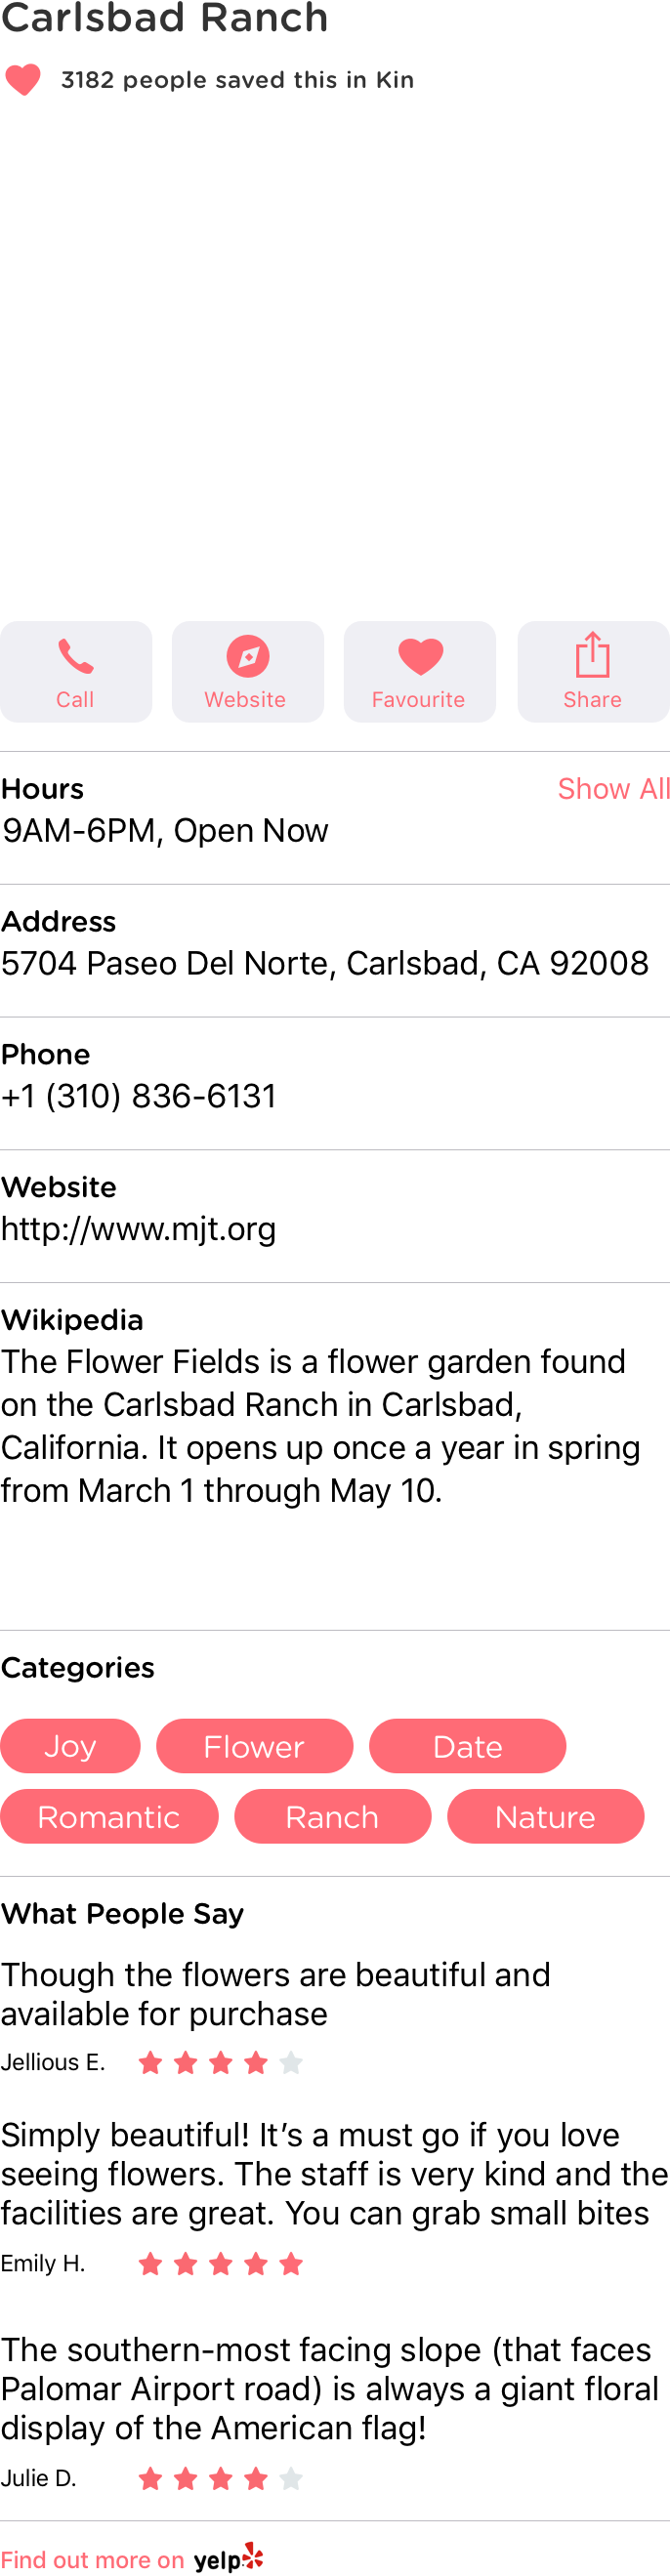 Carlsbad Ranch
3182 people saved this in Kin
Call Website Favourite Share
Hours Show All
9AM-6PM, Open Now
Address
5704 Paseo Del Norte, Carlsbad, CA 92008
Phone
+1 (310) 836-6131
Website
http://www.mjt.org
Wikipedia
The Flower Fields is a flower garden found
on the Carlsbad Ranch in Carlsbad,
California. It opens up once a year in spring
from March 1 through May 10.
Categories
Joy Flower Date
Romantic Ranch Nature
What People Say
Though the flowers are beautiful and
available for purchase
Jellious E.
Simply beautiful! It’s a must go if you love
seeing flowers. The staff is very kind and the
facilities are great. You can grab small bites
Emily H.
The southern-most facing slope (that faces
Palomar Airport road) is always a giant floral
display of the American flag!
Julie D.
Find out more on yelp